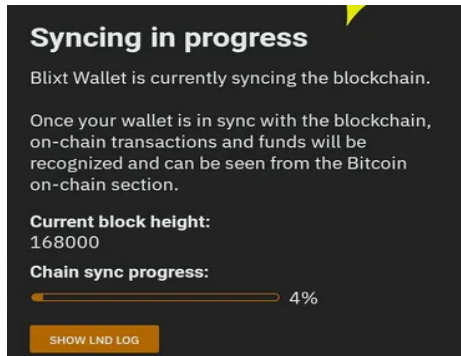 Syncing in progress
Blixt Wallet is currently syncing the blockchain.
Once your wallet is in sync with the blockchain,
on-chain transactions and funds will be
recognized and can be seen from the Bitcoin
on-chain section.
Current block height:
168000
Chain sync progress:
4%
SHOW LND LOG